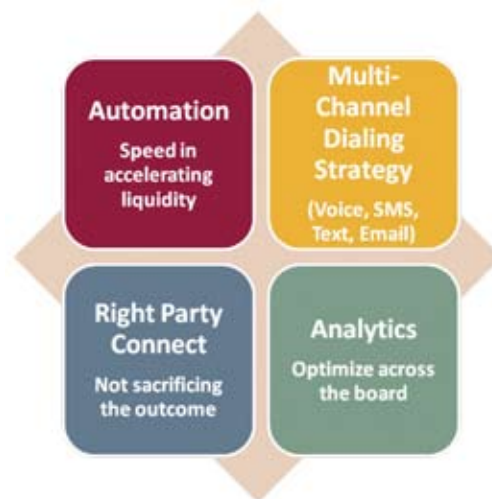 Automation
Speed in
accelerating
liquidity
Multi-
Channel
Dialing
Strategy
(Voice, SMS,
Text, Email)
Right Party
Connect
Not sacrificing
the outcome
Analytics
Optimize across
the board